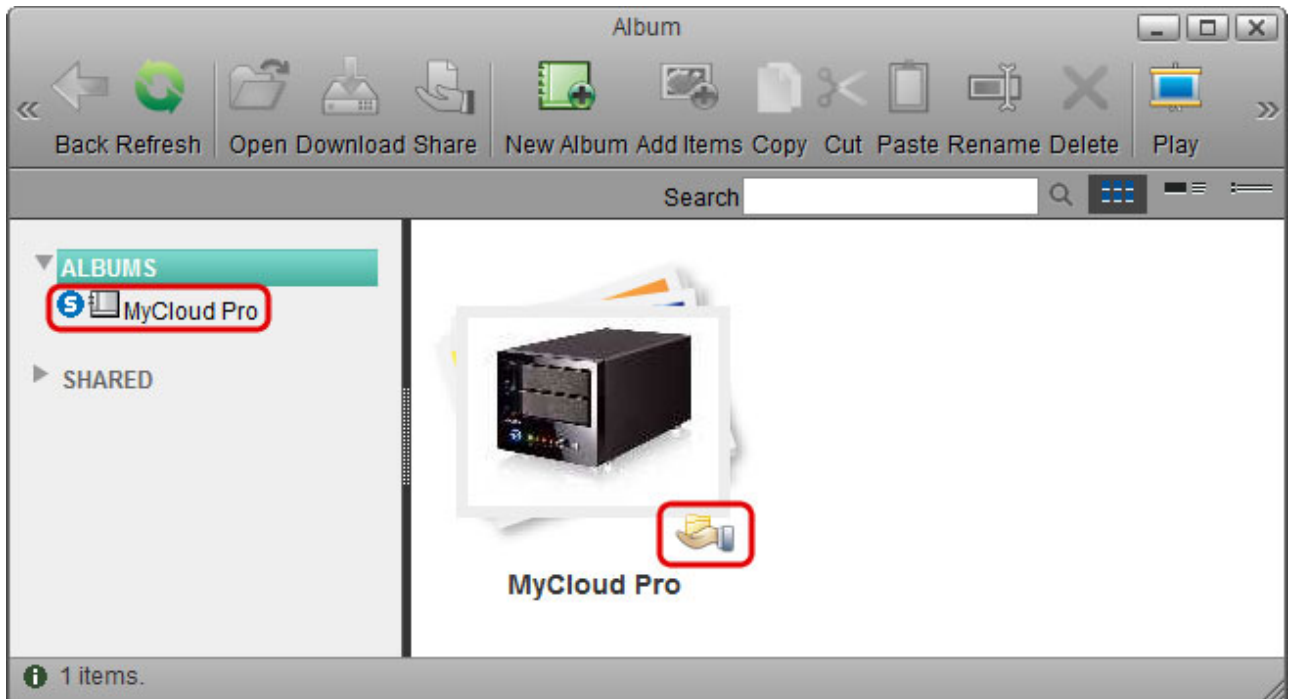 Album
Back Refresh Open Download Share New Album Add Items Copy Cut Paste Rename Delete Play
Search
ALBUMS
S MyCloud Pro
SHARED
MyCloud Pro
1 items.